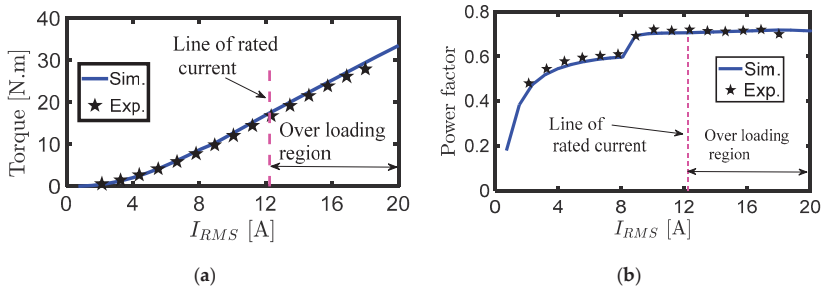 40
30
20
10
0
Torque [N.m]
Line of rated
current
Sim.
Exp.
Over loading
region
0 4 8 12 16 20
I_RMS [A]
(a)
0.8
0.6
0.4
0.2
0
Power factor
Sim.
Exp.
Line of
rated current
Over loading
region
0 4 8 12 16 20
I_RMS [A]
(b)